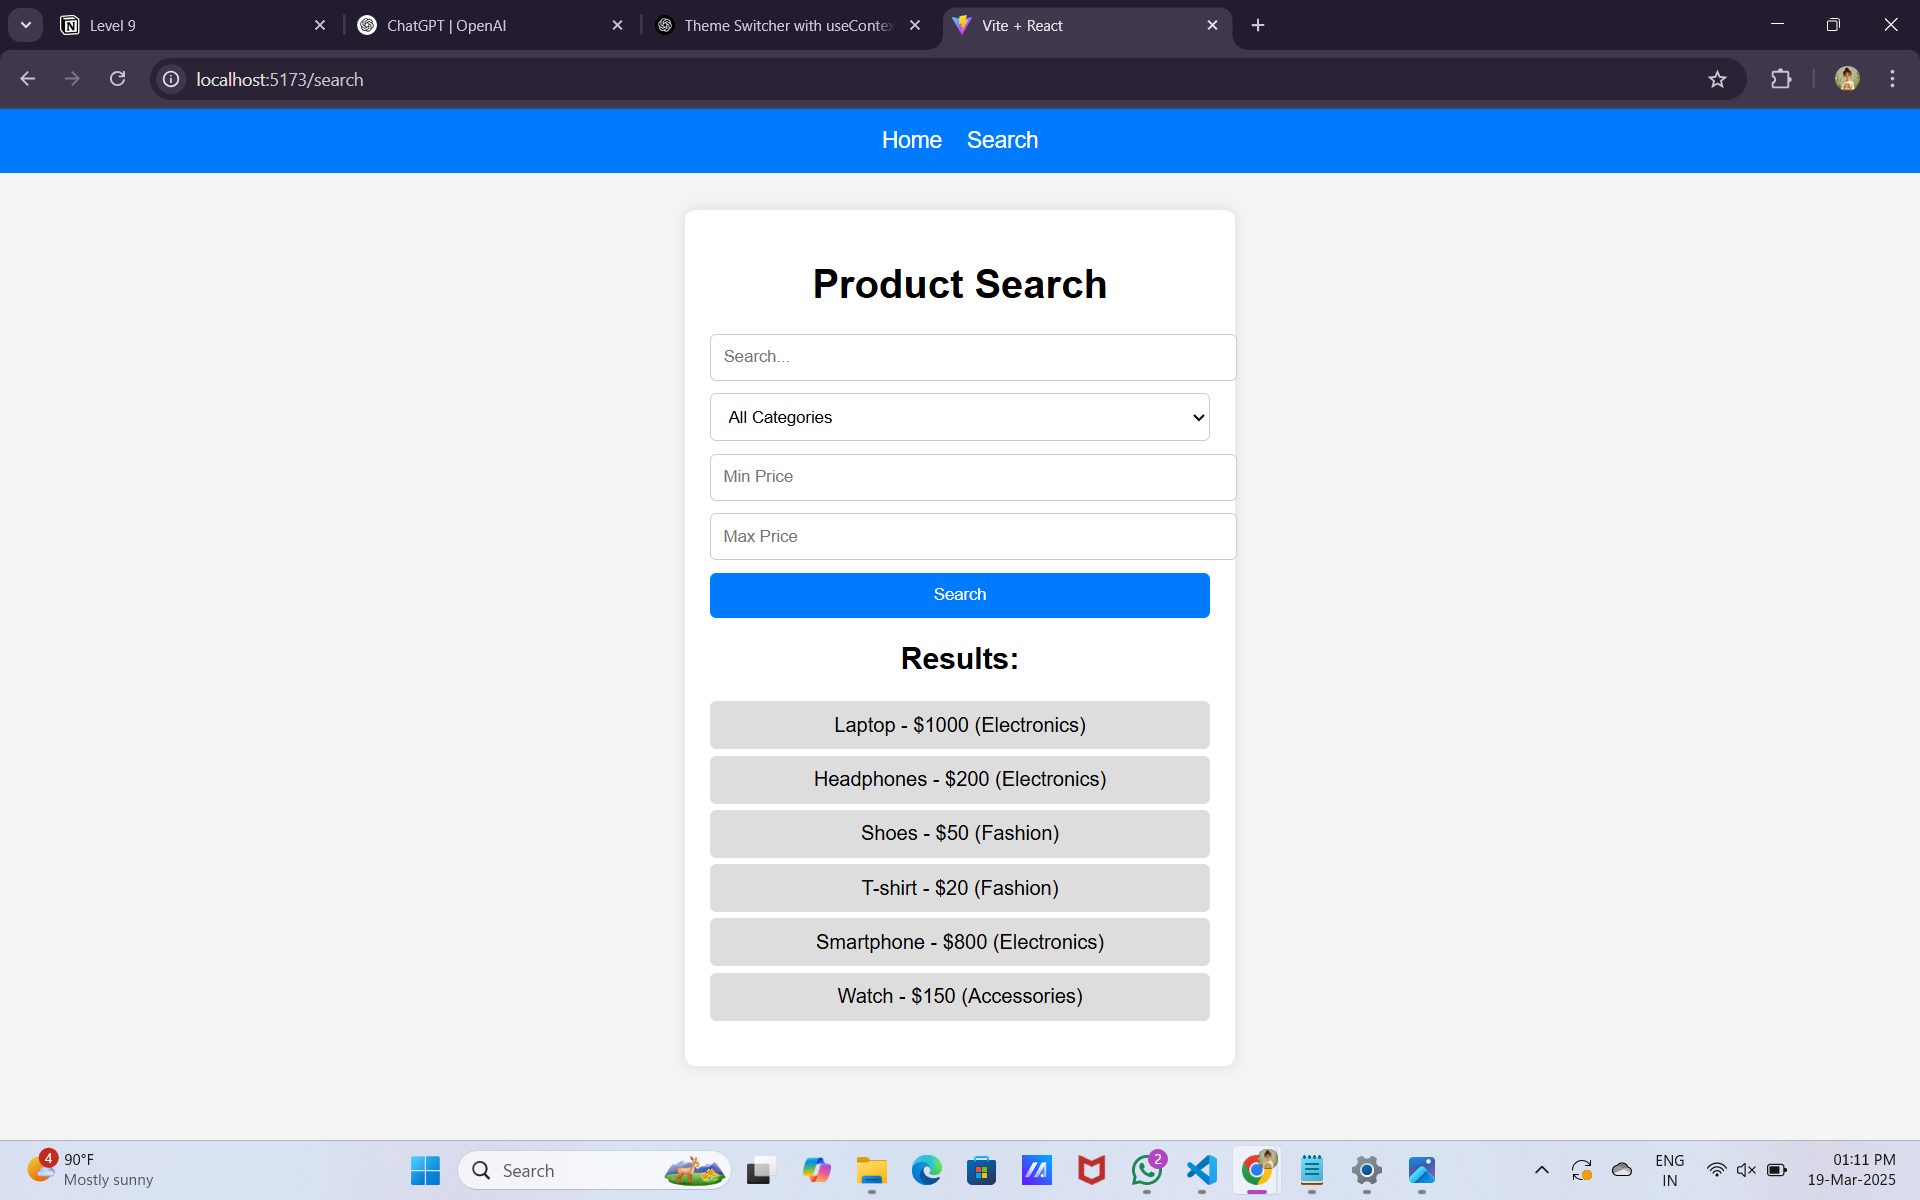 Level 9
ChatGPT | OpenAI
Theme Switcher with useContex
Vite + React
localhost:5173/search
Home Search
Product Search
Search...
All Categories
Min Price
Max Price
Search
Results:
Laptop - $1000 (Electronics)
Headphones - $200 (Electronics)
Shoes - $50 (Fashion)
T-shirt - $20 (Fashion)
Smartphone - $800 (Electronics)
Watch - $150 (Accessories)
4
90°F
Mostly sunny
Search
2
ENG
IN
01:11 PM
19-Mar-2025